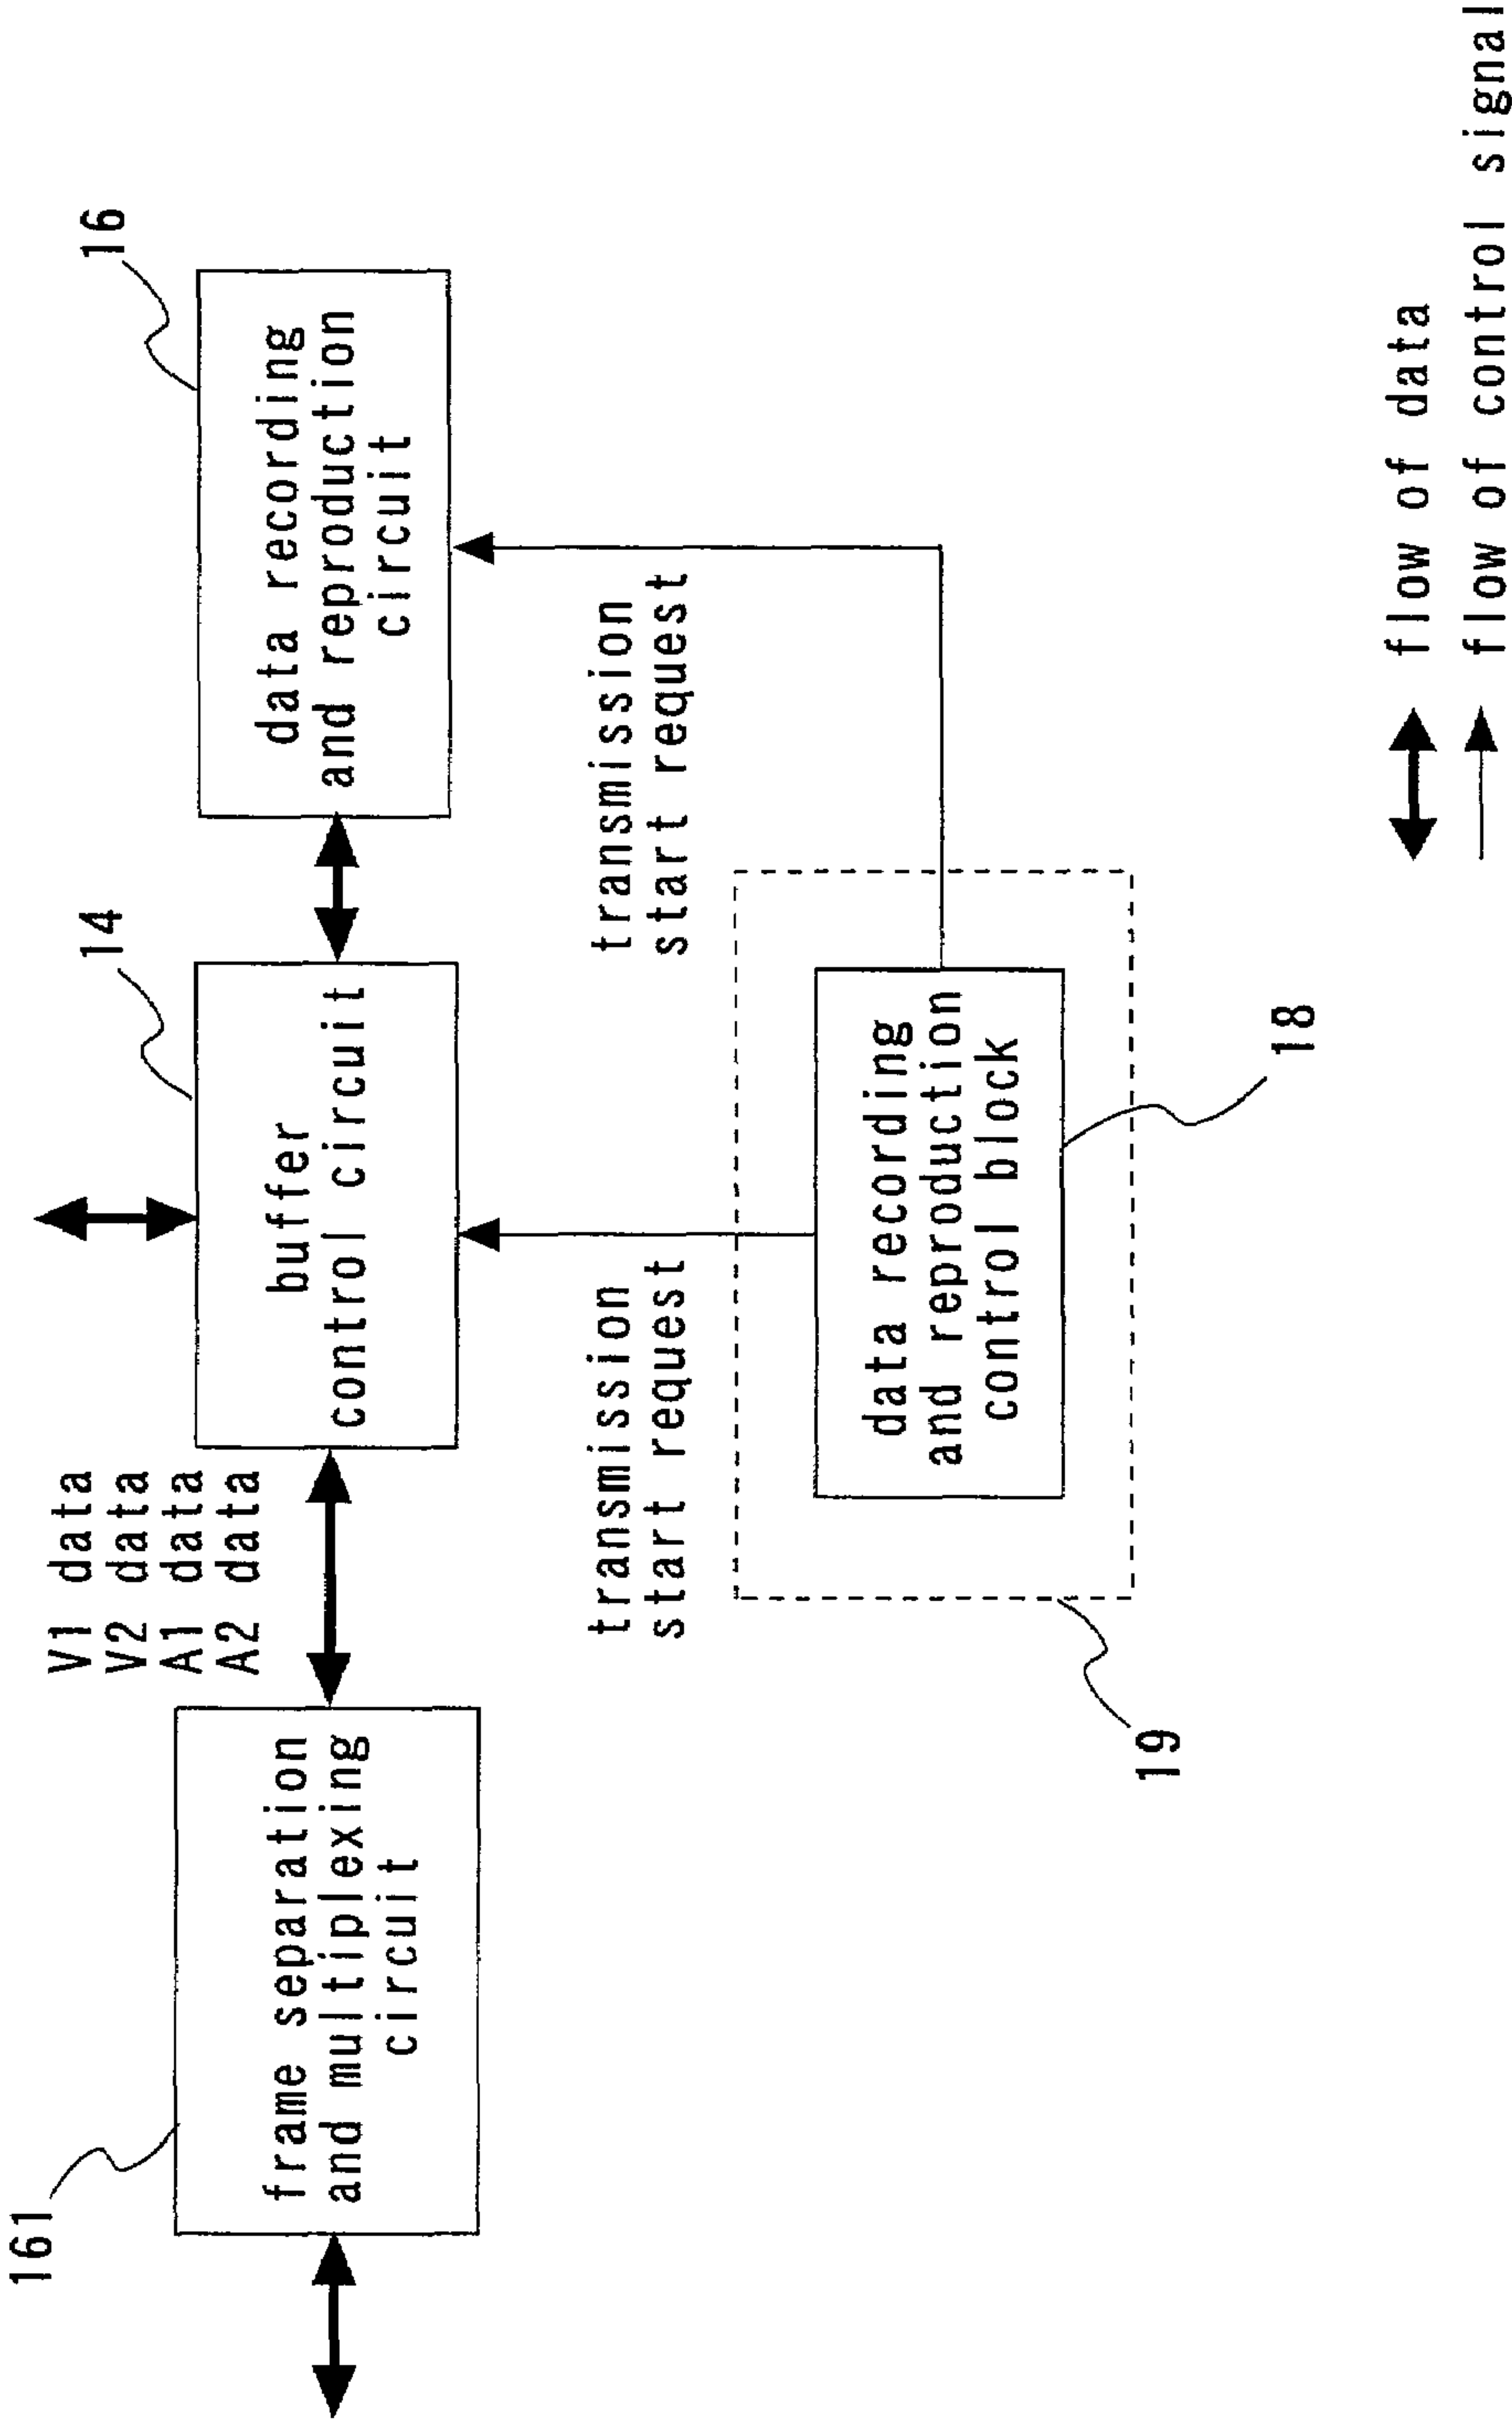 161
frame separation
and multiplexing
circuit
V1 data
V2 data
A1 data
A2 data
14
buffer
control circuit
16
data recording
and reproduction
circuit
transmission
start request
transmission
start request
19
data recording
and reproduction
control block
18
flow of data
flow of control signal